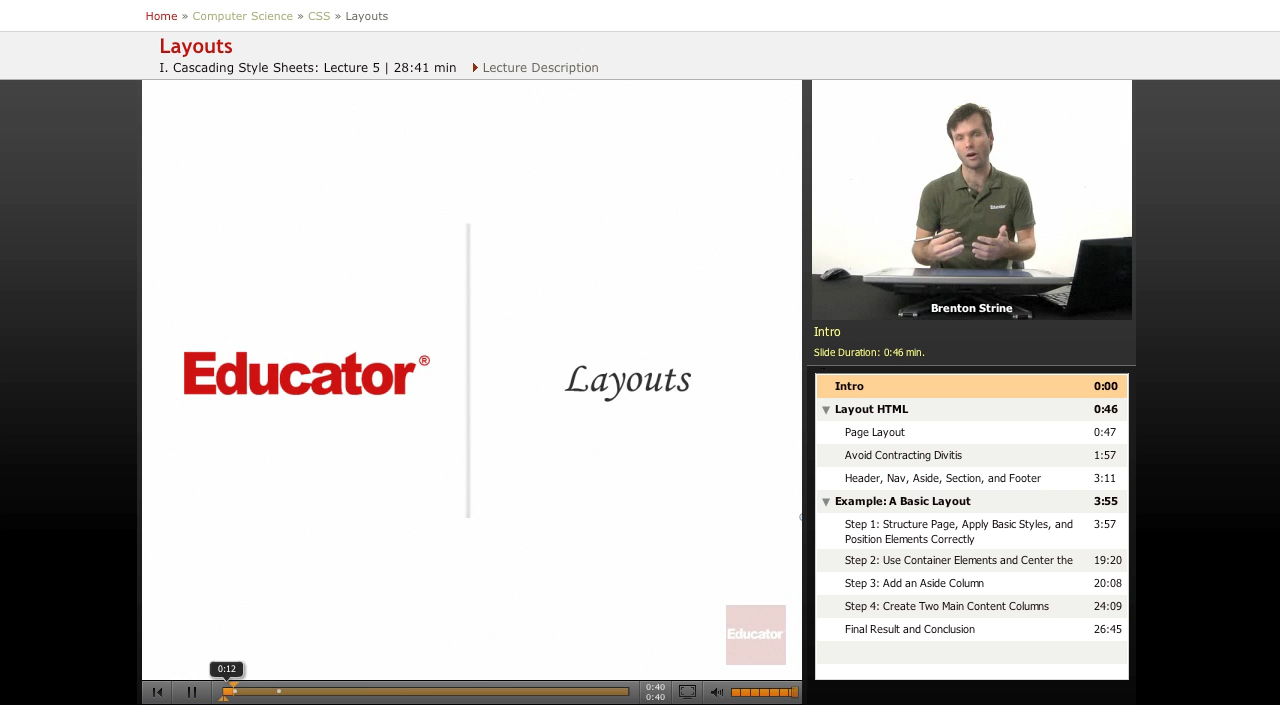 Home » Computer Science » CSS » Layouts
Layouts
I. Cascading Style Sheets: Lecture 5 | 28:41 min
Lecture Description
Educator®
Layouts
Educator
Educator
Brenton Strine
Intro
Slide Duration: 0:46 min.
Intro 0:00
Layout HTML 0:46
Page Layout 0:47
Avoid Contracting Divitis 1:57
Header, Nav, Aside, Section, and Footer 3:11
Example: A Basic Layout 3:55
Step 1: Structure Page, Apply Basic Styles, and 3:57
Position Elements Correctly
Step 2: Use Container Elements and Center the 19:20
Step 3: Add an Aside Column 20:08
Step 4: Create Two Main Content Columns 24:09
Final Result and Conclusion 26:45
0:12
0:40
0:40